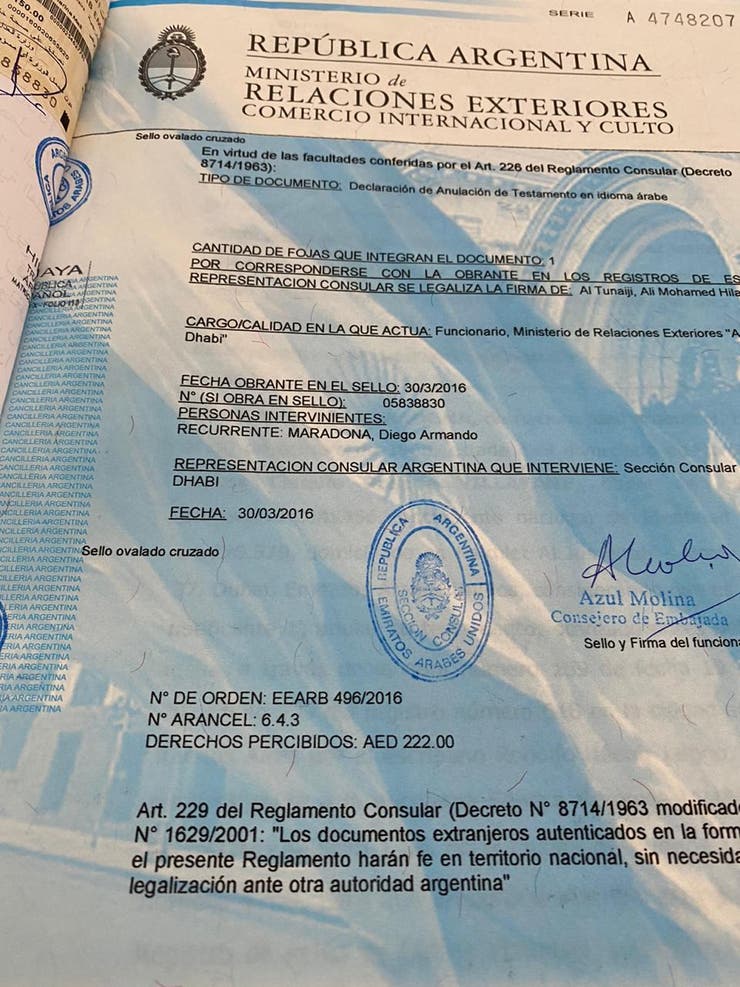 SERIE A 4748207
REPÚBLICA ARGENTINA
MINISTERIO de
RELACIONES EXTERIORES
COMERCIO INTERNACIONAL Y CULTO
Sello ovalado cruzado
En virtud de las facultades conferidas por el Art. 226 del Reglamento Consular (Decreto
8714/1963):
TIPO DE DOCUMENTO: Declaración de Anulación de Testamento en idioma árabe
CANTIDAD DE FOJAS QUE INTEGRAN EL DOCUMENTO: 1
POR CORRESPONDERSE CON LA OBRANTE EN LOS REGISTROS DE ES
REPRESENTACION CONSULAR SE LEGALIZA LA FIRMA DE: Al Tunaiji, Ali Mohamed Hila
CARGO/CALIDAD EN LA QUE ACTUA: Funcionario, Ministerio de Relaciones Exteriores "A
Dhabi"
FECHA OBRANTE EN EL SELLO: 30/3/2016
N° (SI OBRA EN SELLO): 05838830
PERSONAS INTERVINIENTES:
RECURRENTE: MARADONA, Diego Armando
REPRESENTACION CONSULAR ARGENTINA QUE INTERVIENE: Sección Consular
DHABI
FECHA: 30/03/2016
Sello ovalado cruzado
REPUBLICA ARGENTINA
SECCION CONSULAR
EMIRATOS ARABES UNIDOS
Azul Molina
Consejero de Embajada
Sello y Firma del funciona
N° DE ORDEN: EEARB 496/2016
N° ARANCEL: 6.4.3
DERECHOS PERCIBIDOS: AED 222.00
Art. 229 del Reglamento Consular (Decreto N° 8714/1963 modificad
N° 1629/2001: "Los documentos extranjeros autenticados en la form
el presente Reglamento harán fe en territorio nacional, sin necesida
legalización ante otra autoridad argentina"
CANCILLERIA ARGENTINA